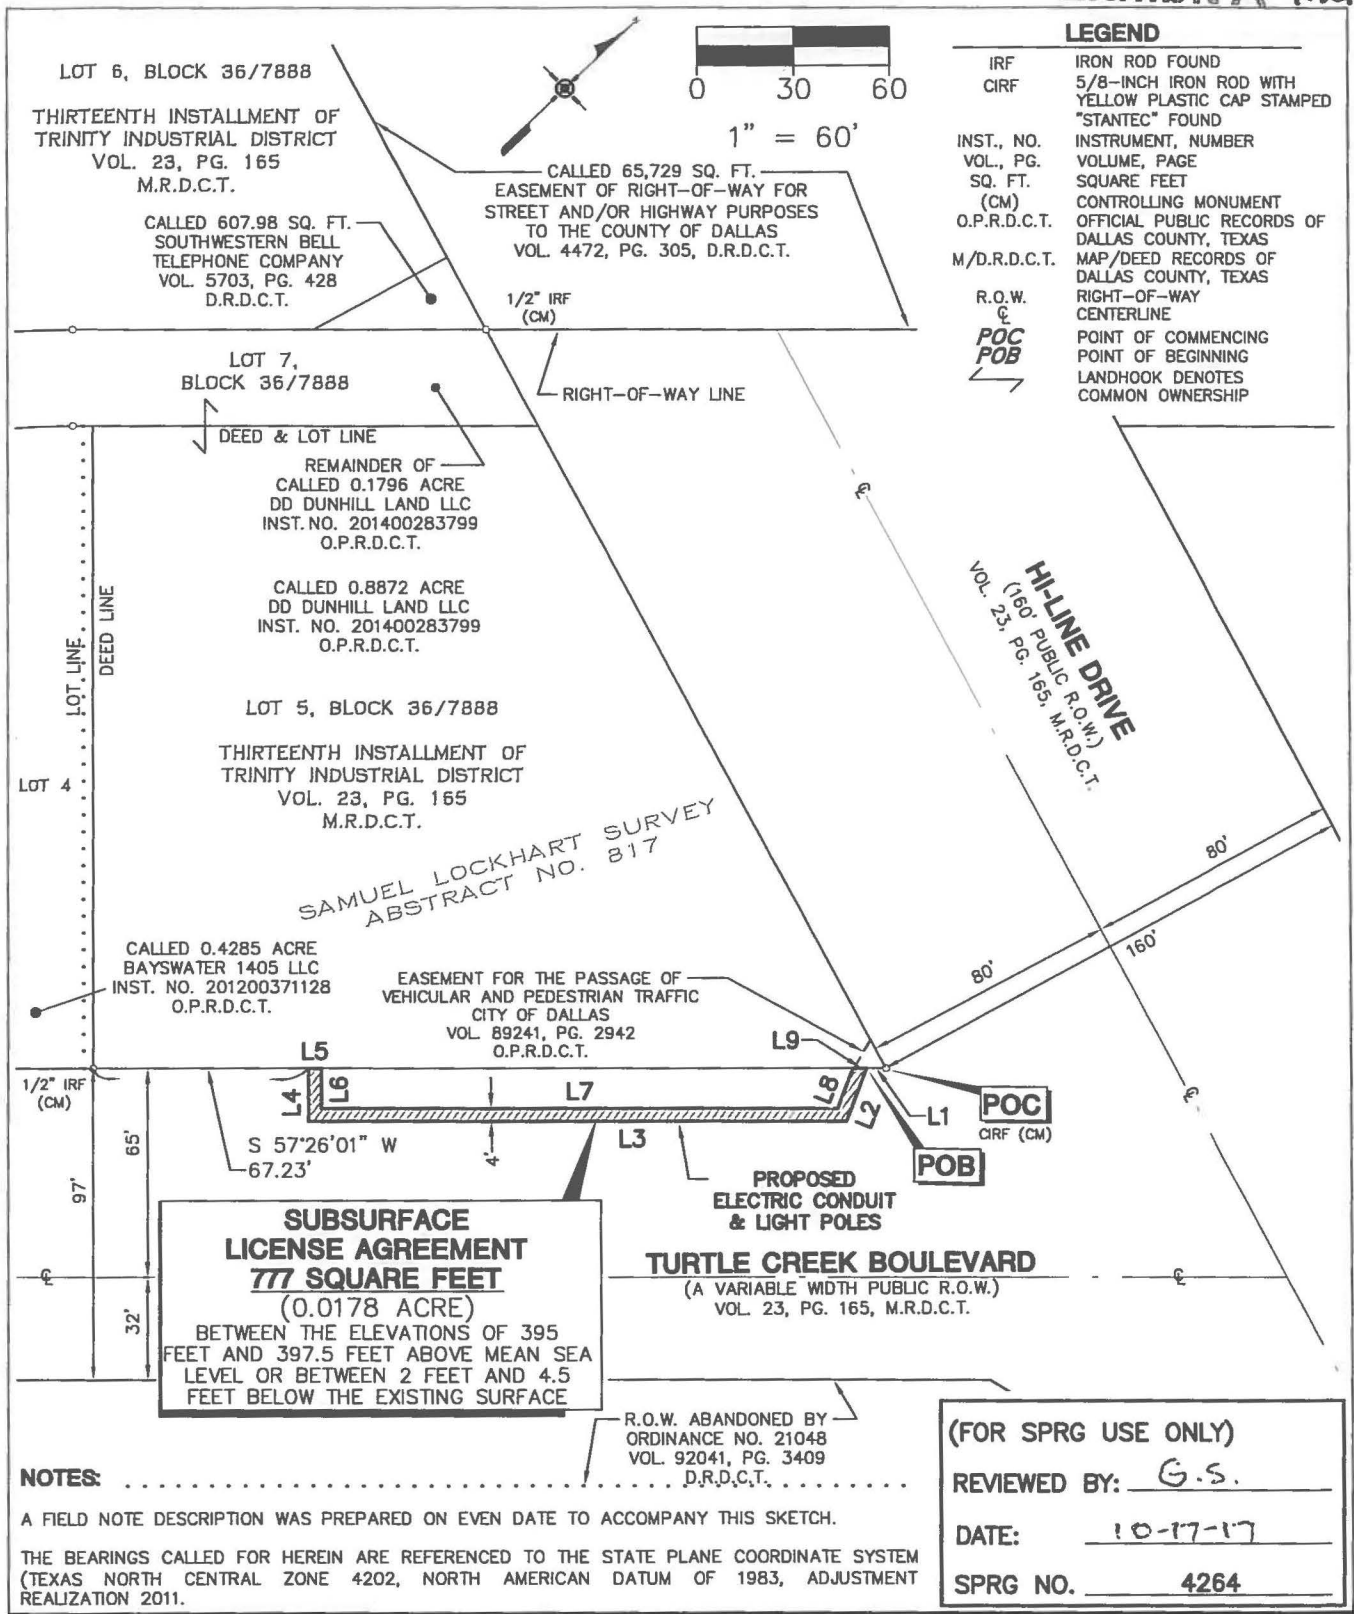 LOT 6, BLOCK 36/7888
THIRTEENTH INSTALLMENT OF
TRINITY INDUSTRIAL DISTRICT
VOL. 23, PG. 165
M.R.D.C.T.
CALLED 607.98 SQ. FT.
SOUTHWESTERN BELL
TELEPHONE COMPANY
VOL. 5703, PG. 428
D.R.D.C.T.
0 30 60
1" = 60'
CALLED 65,729 SQ. FT.
EASEMENT OF RIGHT-OF-WAY FOR
STREET AND/OR HIGHWAY PURPOSES
TO THE COUNTY OF DALLAS
VOL. 4472, PG. 305, D.R.D.C.T.
1/2" IRF
(CM)
RIGHT-OF-WAY LINE
LEGEND
IRF IRON ROD FOUND
CIRF 5/8-INCH IRON ROD WITH
YELLOW PLASTIC CAP STAMPED
"STANTEC" FOUND
INST., NO. INSTRUMENT, NUMBER
VOL., PG. VOLUME, PAGE
SQ. FT. SQUARE FEET
(CM) CONTROLLING MONUMENT
O.P.R.D.C.T. OFFICIAL PUBLIC RECORDS OF
DALLAS COUNTY, TEXAS
M/D.R.D.C.T. MAP/DEED RECORDS OF
DALLAS COUNTY, TEXAS
R.O.W. RIGHT-OF-WAY
℄ CENTERLINE
POC POINT OF COMMENCING
POB POINT OF BEGINNING
LANDHOOK DENOTES
COMMON OWNERSHIP
LOT 7,
BLOCK 36/7888
DEED & LOT LINE
REMAINDER OF
CALLED 0.1796 ACRE
DD DUNHILL LAND LLC
INST. NO. 201400283799
O.P.R.D.C.T.
CALLED 0.8872 ACRE
DD DUNHILL LAND LLC
INST. NO. 201400283799
O.P.R.D.C.T.
LOT LINE
DEED LINE
LOT 5, BLOCK 36/7888
THIRTEENTH INSTALLMENT OF
TRINITY INDUSTRIAL DISTRICT
VOL. 23, PG. 165
M.R.D.C.T.
LOT 4
SAMUEL LOCKHART SURVEY
ABSTRACT NO. 817
℄
HI-LINE DRIVE
(160' PUBLIC R.O.W.)
VOL. 23, PG. 165, M.R.D.C.T.
80'
80'
160'
CALLED 0.4285 ACRE
BAYSWATER 1405 LLC
INST. NO. 201200371128
O.P.R.D.C.T.
EASEMENT FOR THE PASSAGE OF
VEHICULAR AND PEDESTRIAN TRAFFIC
CITY OF DALLAS
VOL. 89241, PG. 2942
O.P.R.D.C.T.
L9
L5
1/2" IRF
(CM)
L4
L6
L7
L8
L2
L1
L3
4'
POC
CIRF (CM)
POB
℄
S 57°26'01" W
67.23'
65'
97'
32'
PROPOSED
ELECTRIC CONDUIT
& LIGHT POLES
SUBSURFACE
LICENSE AGREEMENT
777 SQUARE FEET
(0.0178 ACRE)
BETWEEN THE ELEVATIONS OF 395
FEET AND 397.5 FEET ABOVE MEAN SEA
LEVEL OR BETWEEN 2 FEET AND 4.5
FEET BELOW THE EXISTING SURFACE
TURTLE CREEK BOULEVARD
(A VARIABLE WIDTH PUBLIC R.O.W.)
VOL. 23, PG. 165, M.R.D.C.T.
℄
℄
R.O.W. ABANDONED BY
ORDINANCE NO. 21048
VOL. 92041, PG. 3409
D.R.D.C.T.
NOTES:
A FIELD NOTE DESCRIPTION WAS PREPARED ON EVEN DATE TO ACCOMPANY THIS SKETCH.
THE BEARINGS CALLED FOR HEREIN ARE REFERENCED TO THE STATE PLANE COORDINATE SYSTEM
(TEXAS NORTH CENTRAL ZONE 4202, NORTH AMERICAN DATUM OF 1983, ADJUSTMENT
REALIZATION 2011.
(FOR SPRG USE ONLY)
REVIEWED BY: G.S.
DATE: 10-17-17
SPRG NO. 4264